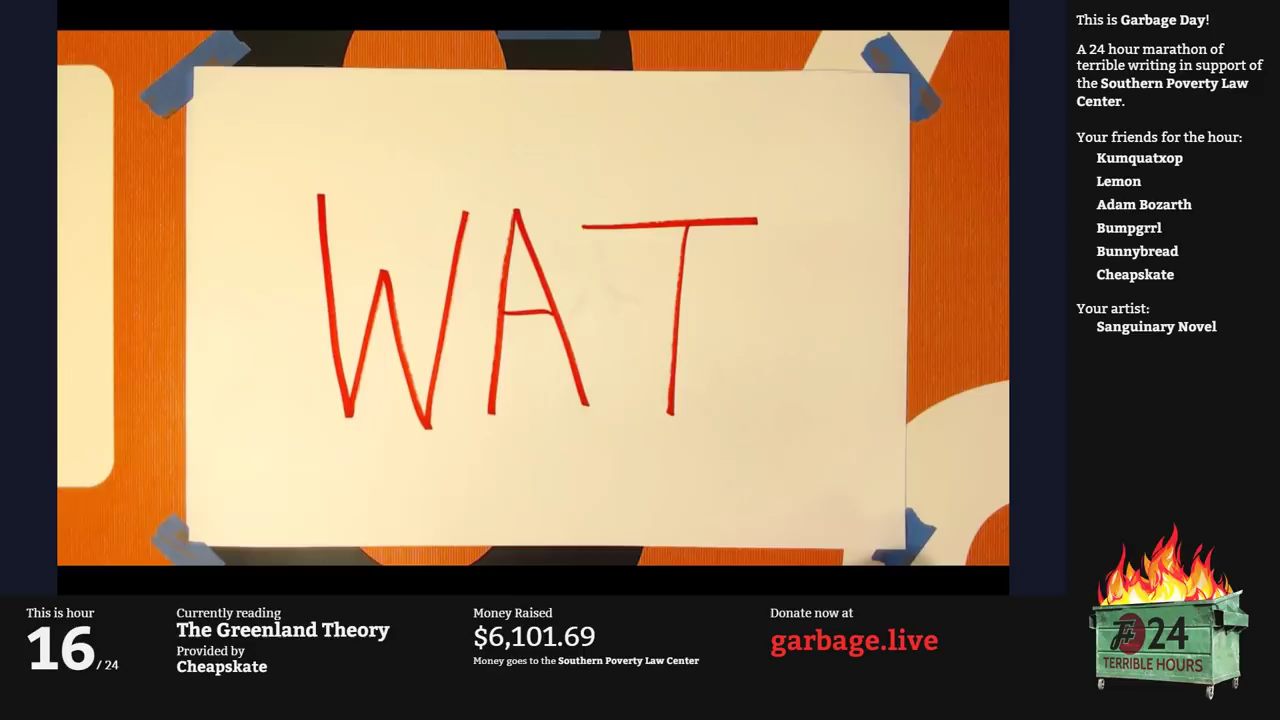 WAT
This is Garbage Day!
A 24 hour marathon of
terrible writing in support of
the Southern Poverty Law
Center.
Your friends for the hour:
Kumquatxop
Lemon
Adam Bozarth
Bumpgrrl
Bunnybread
Cheapskate
Your artist:
Sanguinary Novel
This is hour
16 / 24
Currently reading
The Greenland Theory
Provided by
Cheapskate
Money Raised
$6,101.69
Money goes to the Southern Poverty Law Center
Donate now at
garbage.live
24
TERRIBLE HOURS